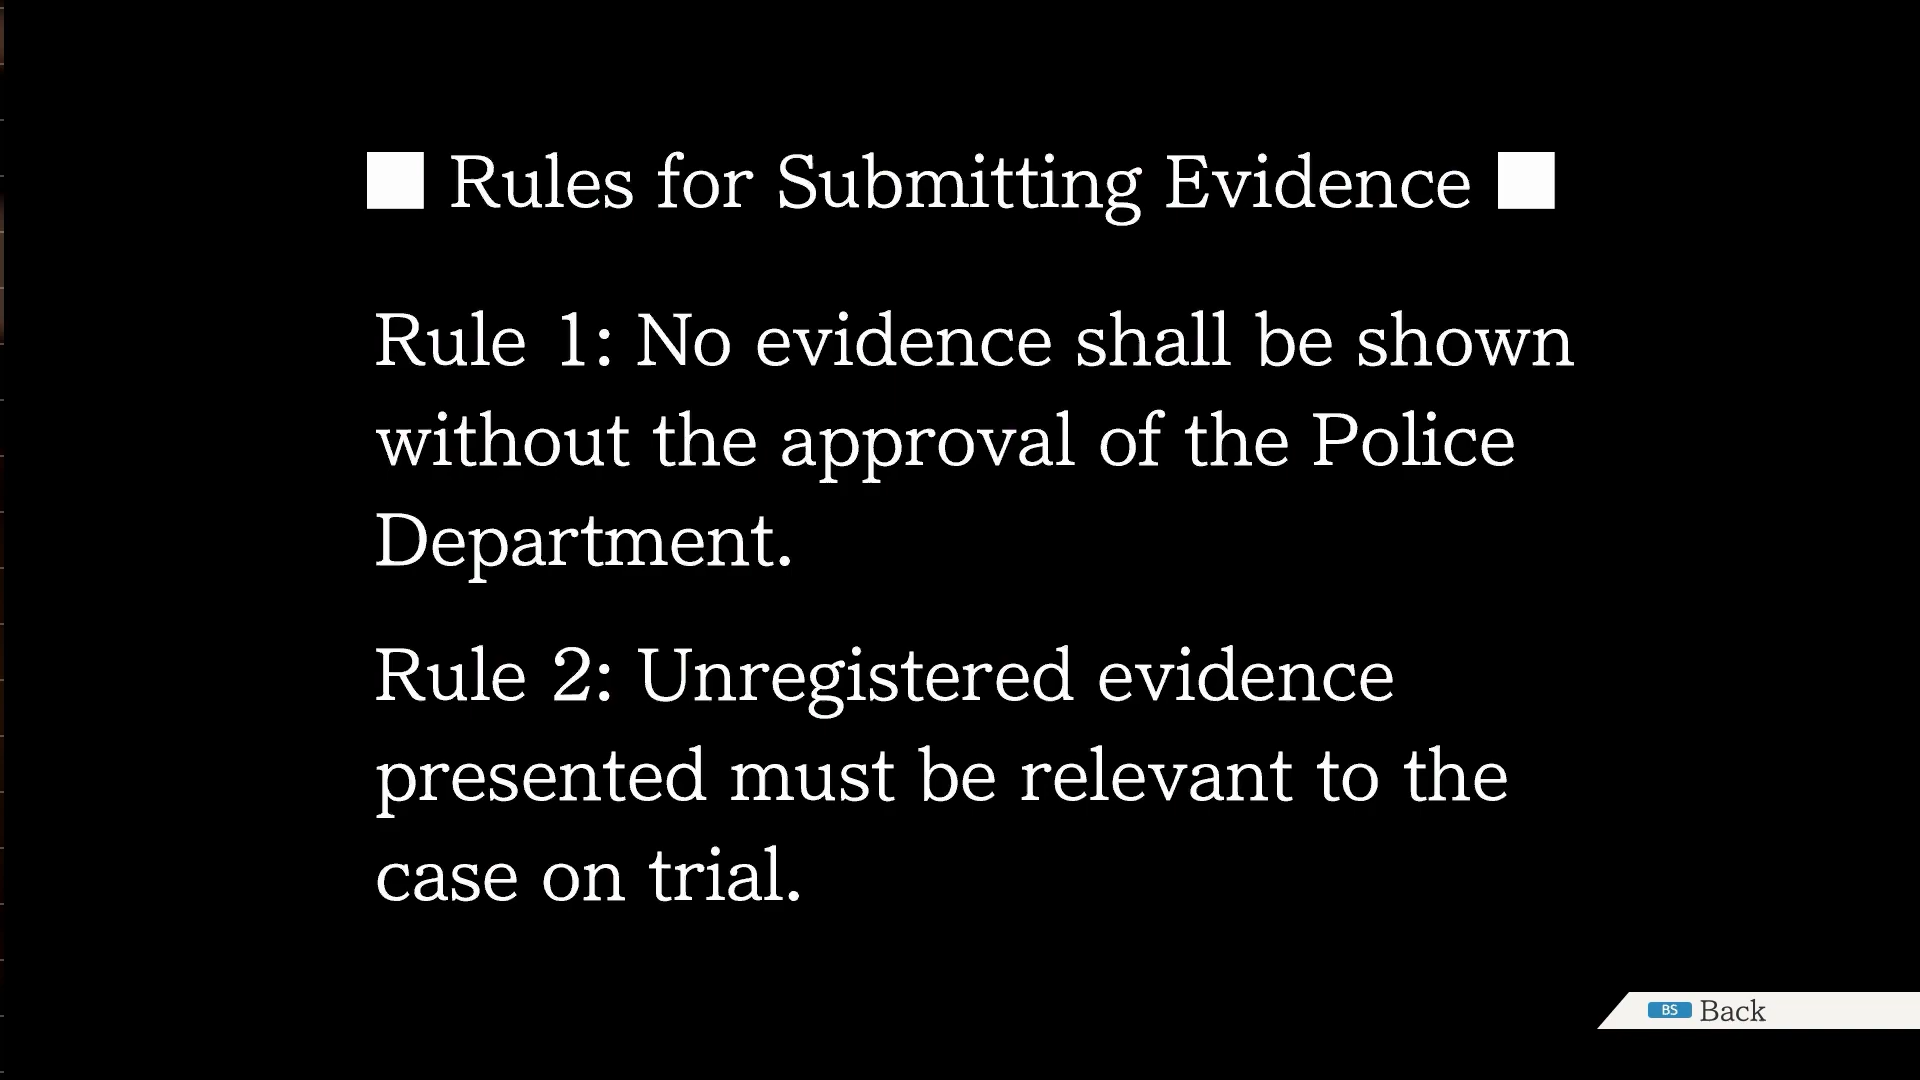 ■ Rules for Submitting Evidence ■
Rule 1: No evidence shall be shown
without the approval of the Police
Department.
Rule 2: Unregistered evidence
presented must be relevant to the
case on trial.
BS Back